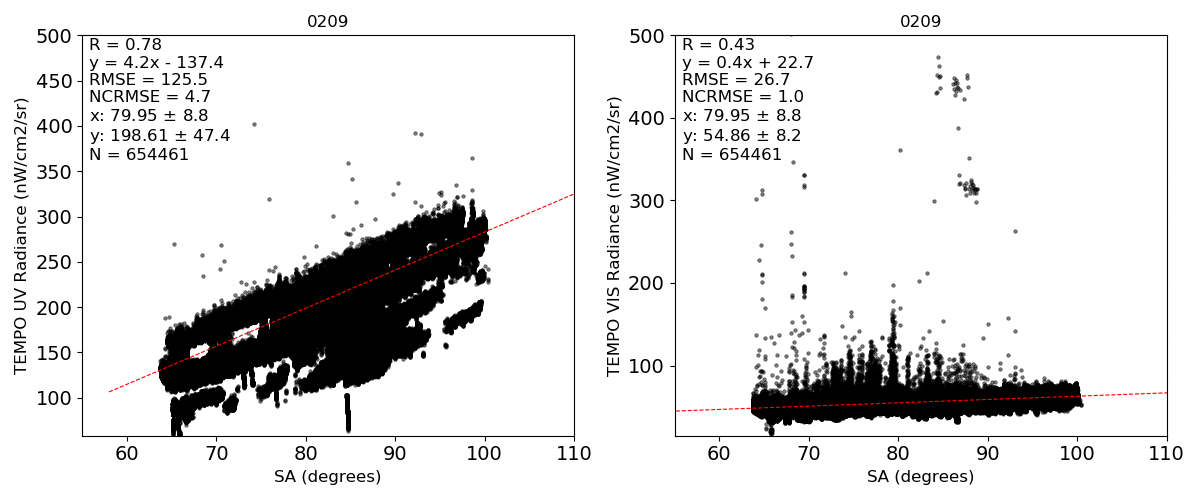 0209
R = 0.78
y = 4.2x - 137.4
RMSE = 125.5
NCRMSE = 4.7
x: 79.95 ± 8.8
y: 198.61 ± 47.4
N = 654461
500
450
400
350
300
250
200
150
100
TEMPO UV Radiance (nW/cm2/sr)
60 70 80 90 100 110
SA (degrees)
0209
R = 0.43
y = 0.4x + 22.7
RMSE = 26.7
NCRMSE = 1.0
x: 79.95 ± 8.8
y: 54.86 ± 8.2
N = 654461
500
400
300
200
100
TEMPO VIS Radiance (nW/cm2/sr)
60 70 80 90 100 110
SA (degrees)